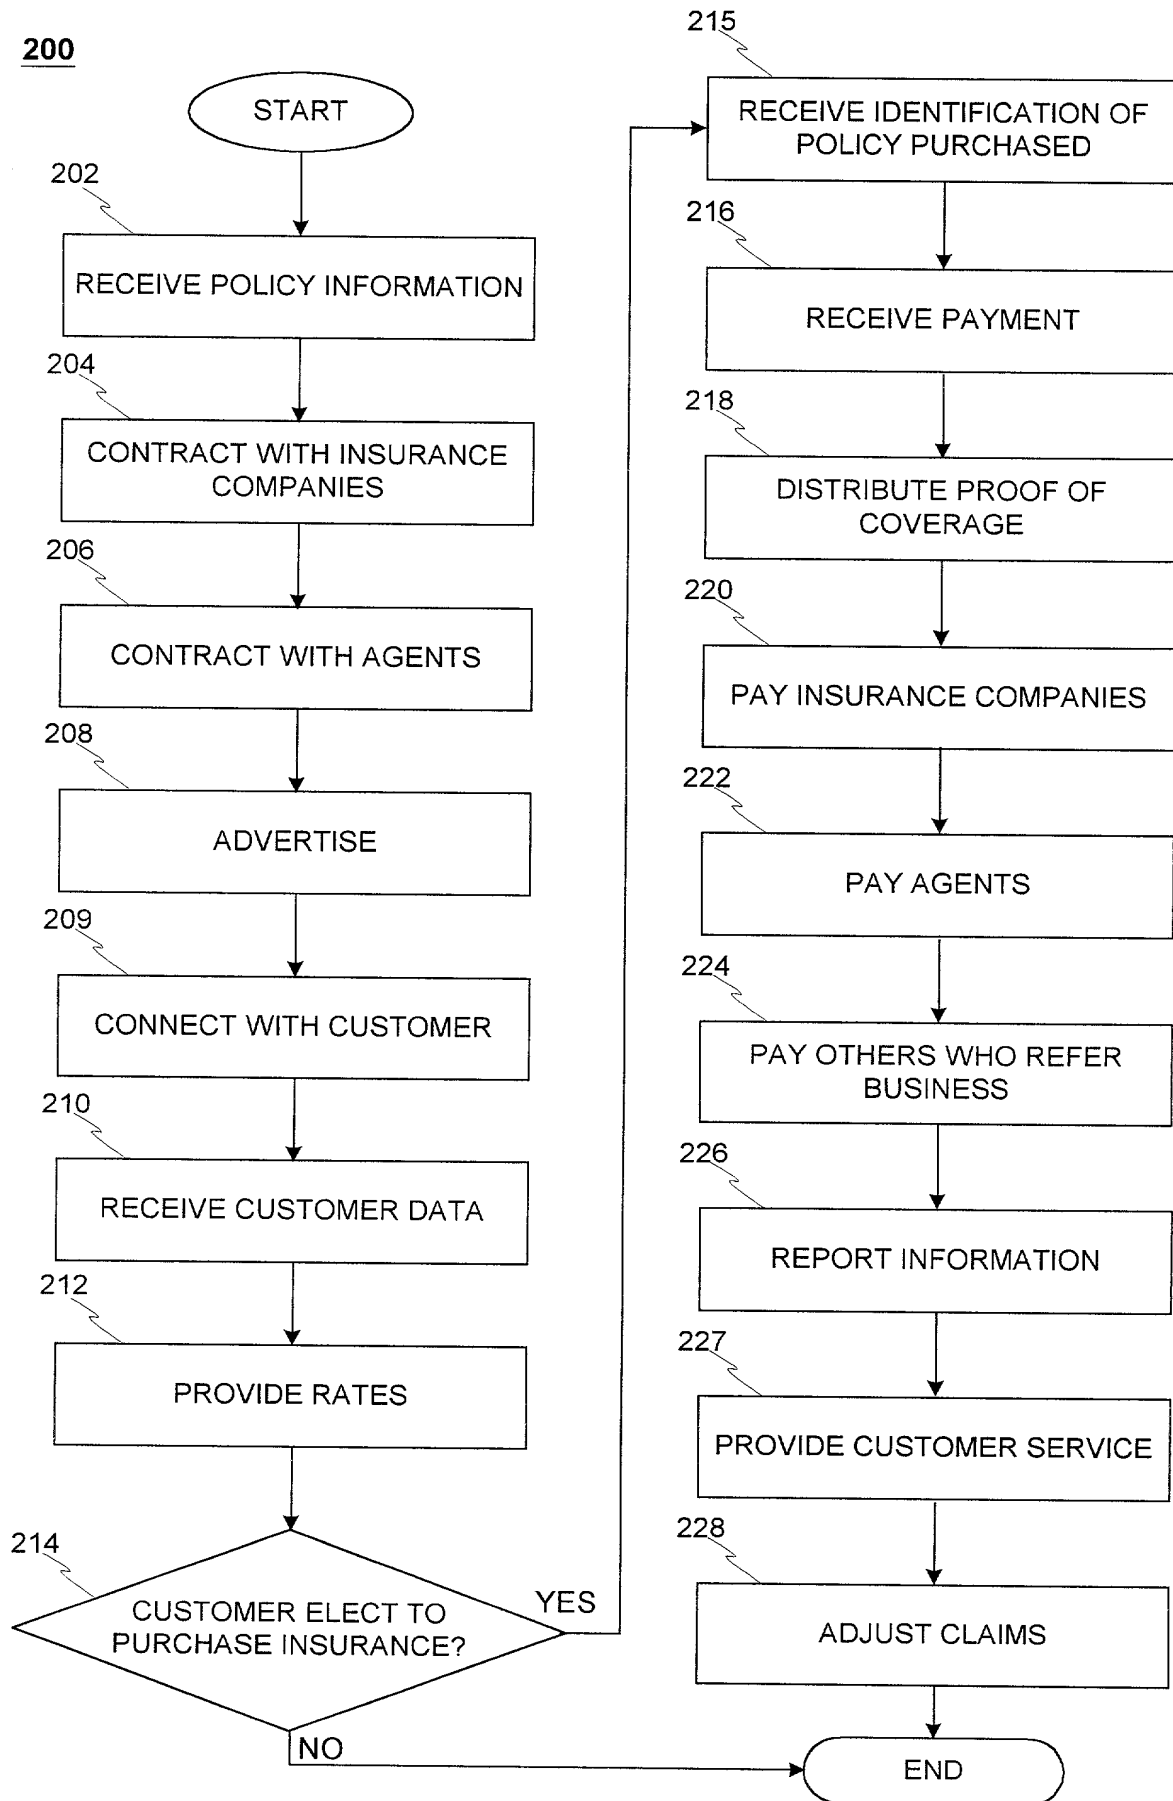 200
START
202
RECEIVE POLICY INFORMATION
204
CONTRACT WITH INSURANCE
COMPANIES
206
CONTRACT WITH AGENTS
208
ADVERTISE
209
CONNECT WITH CUSTOMER
210
RECEIVE CUSTOMER DATA
212
PROVIDE RATES
214
CUSTOMER ELECT TO
PURCHASE INSURANCE?
YES
NO
215
RECEIVE IDENTIFICATION OF
POLICY PURCHASED
216
RECEIVE PAYMENT
218
DISTRIBUTE PROOF OF
COVERAGE
220
PAY INSURANCE COMPANIES
222
PAY AGENTS
224
PAY OTHERS WHO REFER
BUSINESS
226
REPORT INFORMATION
227
PROVIDE CUSTOMER SERVICE
228
ADJUST CLAIMS
END